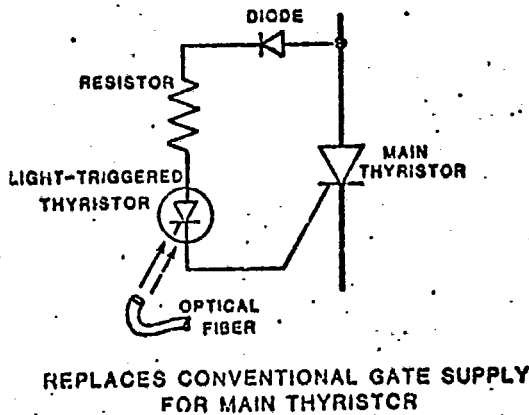 DIODE
RESISTOR
MAIN
THYRISTOR
LIGHT-TRIGGERED
THYRISTOR
OPTICAL
FIBER
REPLACES CONVENTIONAL GATE SUPPLY
FOR MAIN THYRISTOR